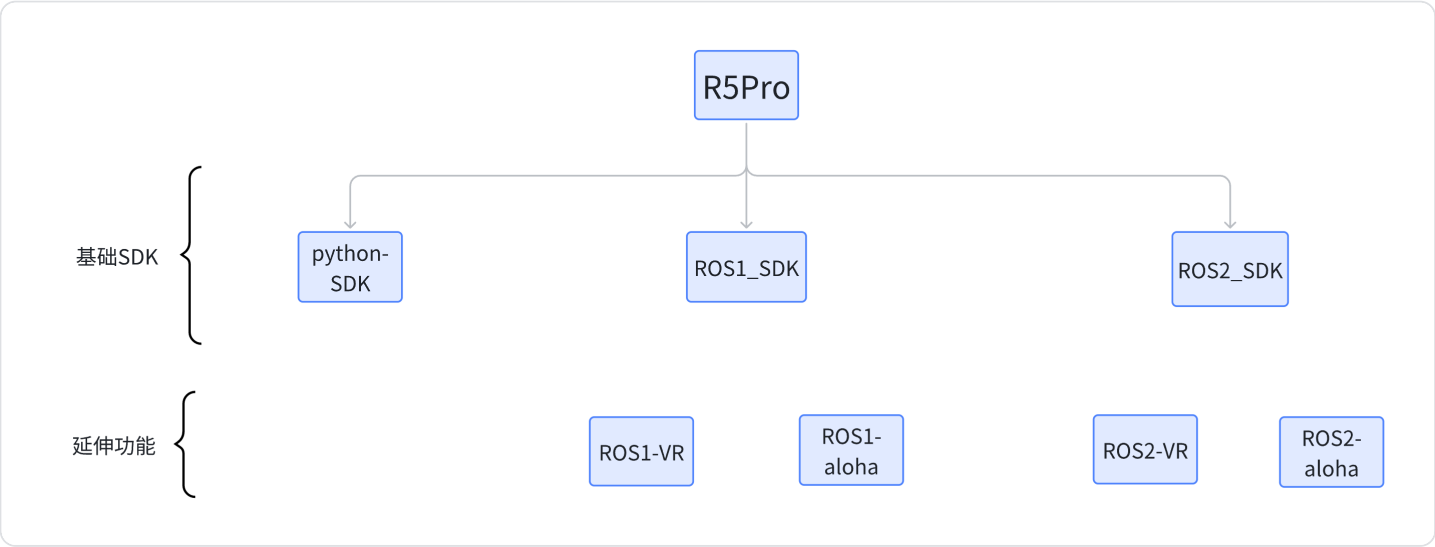 R5Pro
基础SDK
python-
SDK
ROS1_SDK
ROS2_SDK
延伸功能
ROS1-VR
ROS1-
aloha
ROS2-VR
ROS2-
aloha